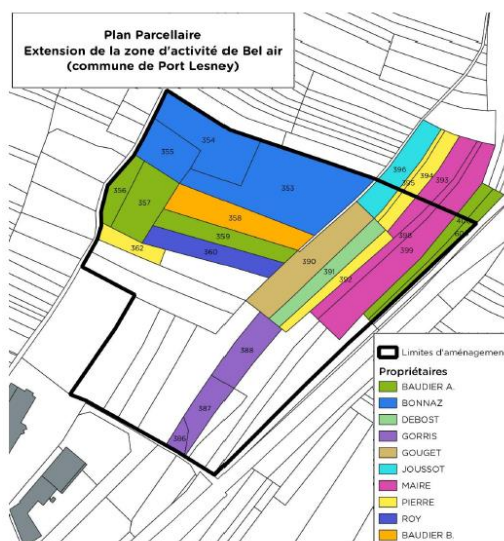 Plan Parcellaire
Extension de la zone d'activité de Bel air
(commune de Port Lesney)
354
355
353
396
394
393
395
356
357
358
359
360
362
390
391
392
398
399
388
387
386
Limites d'aménagement
Propriétaires
BAUDIER A.
BONNAZ
DEBOST
GORRIS
GOUGET
JOUSSOT
MAIRE
PIERRE
ROY
BAUDIER B.